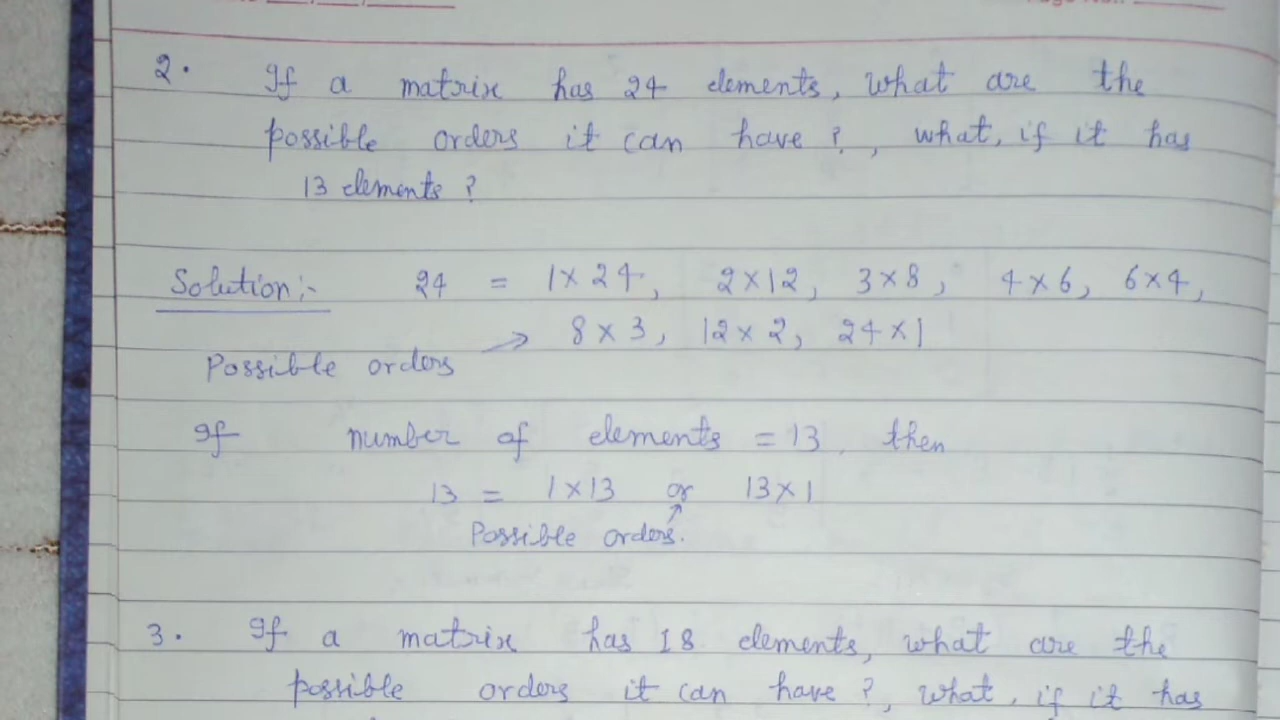 2. If a matrix has 24 elements, what are the
possible orders it can have ?, what, if it has
13 elements ?
Solution :- 24 = 1 × 24, 2 × 12, 3 × 8, 4 × 6, 6 × 4,
8 × 3, 12 × 2, 24 × 1
Possible orders →
If number of elements = 13 then
13 = 1 × 13 or 13 × 1
Possible orders. ↗
3. If a matrix has 18 elements, what are the
possible orders it can have ?, what, if it has